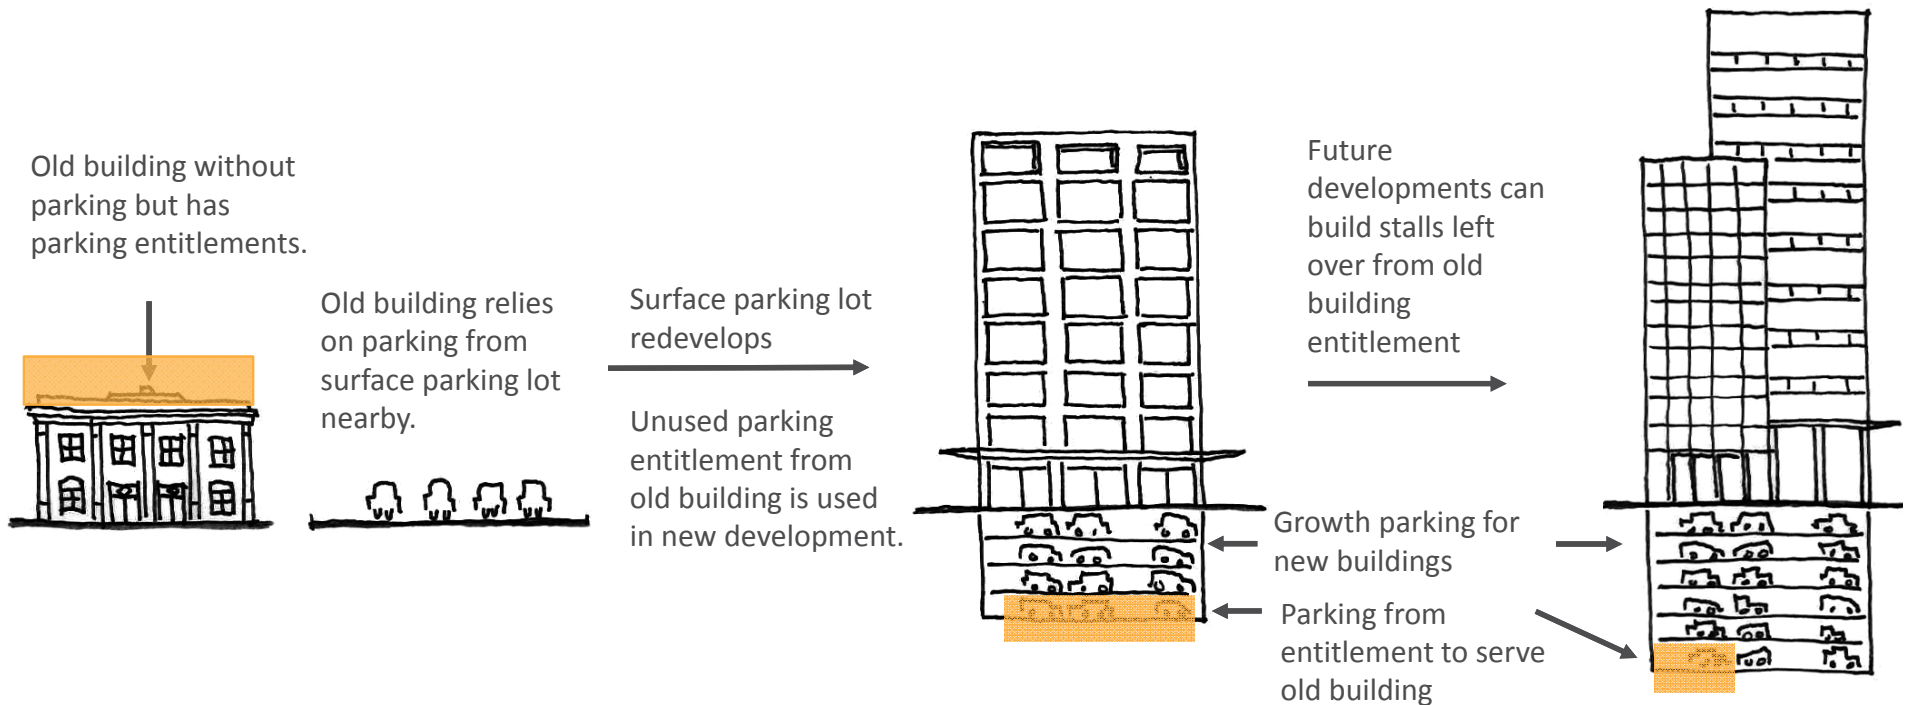 Old building without
parking but has
parking entitlements.
Old building relies
on parking from
surface parking lot
nearby.
Surface parking lot
redevelops
Unused parking
entitlement from
old building is used
in new development.
Future
developments can
build stalls left
over from old
building
entitlement
Growth parking for
new buildings
Parking from
entitlement to serve
old building